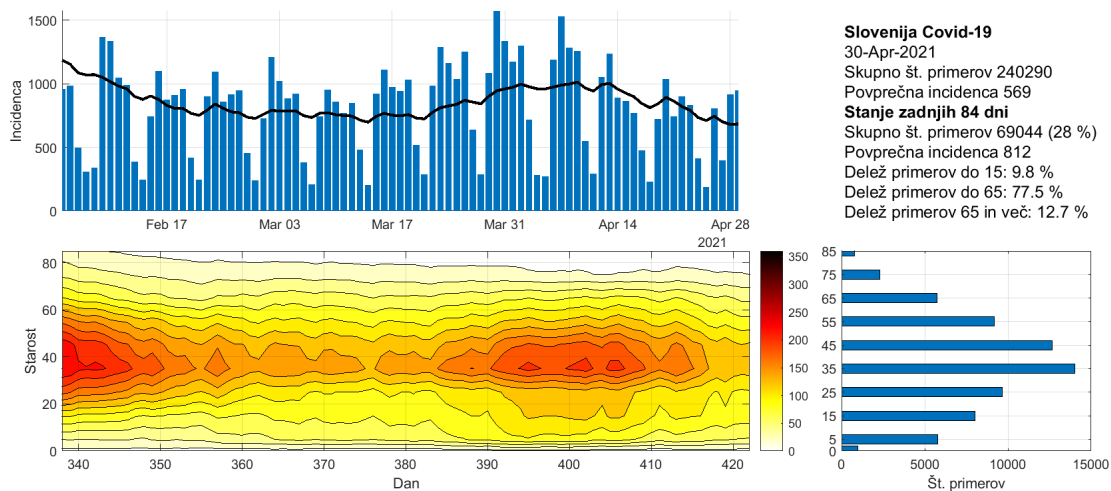 1500
1000
500
0
Incidenca
Feb 17
Mar 03
Mar 17
Mar 31
Apr 14
Apr 28
2021
Slovenija Covid-19
30-Apr-2021
Skupno št. primerov 240290
Povprečna incidenca 569
Stanje zadnjih 84 dni
Skupno št. primerov 69044 (28 %)
Povprečna incidenca 812
Delež primerov do 15: 9.8 %
Delež primerov do 65: 77.5 %
Delež primerov 65 in več: 12.7 %
80
60
40
20
0
Starost
340
350
360
370
380
390
400
410
420
Dan
350
300
250
200
150
100
50
0
85
75
65
55
45
35
25
15
5
0
0
5000
10000
15000
Št. primerov